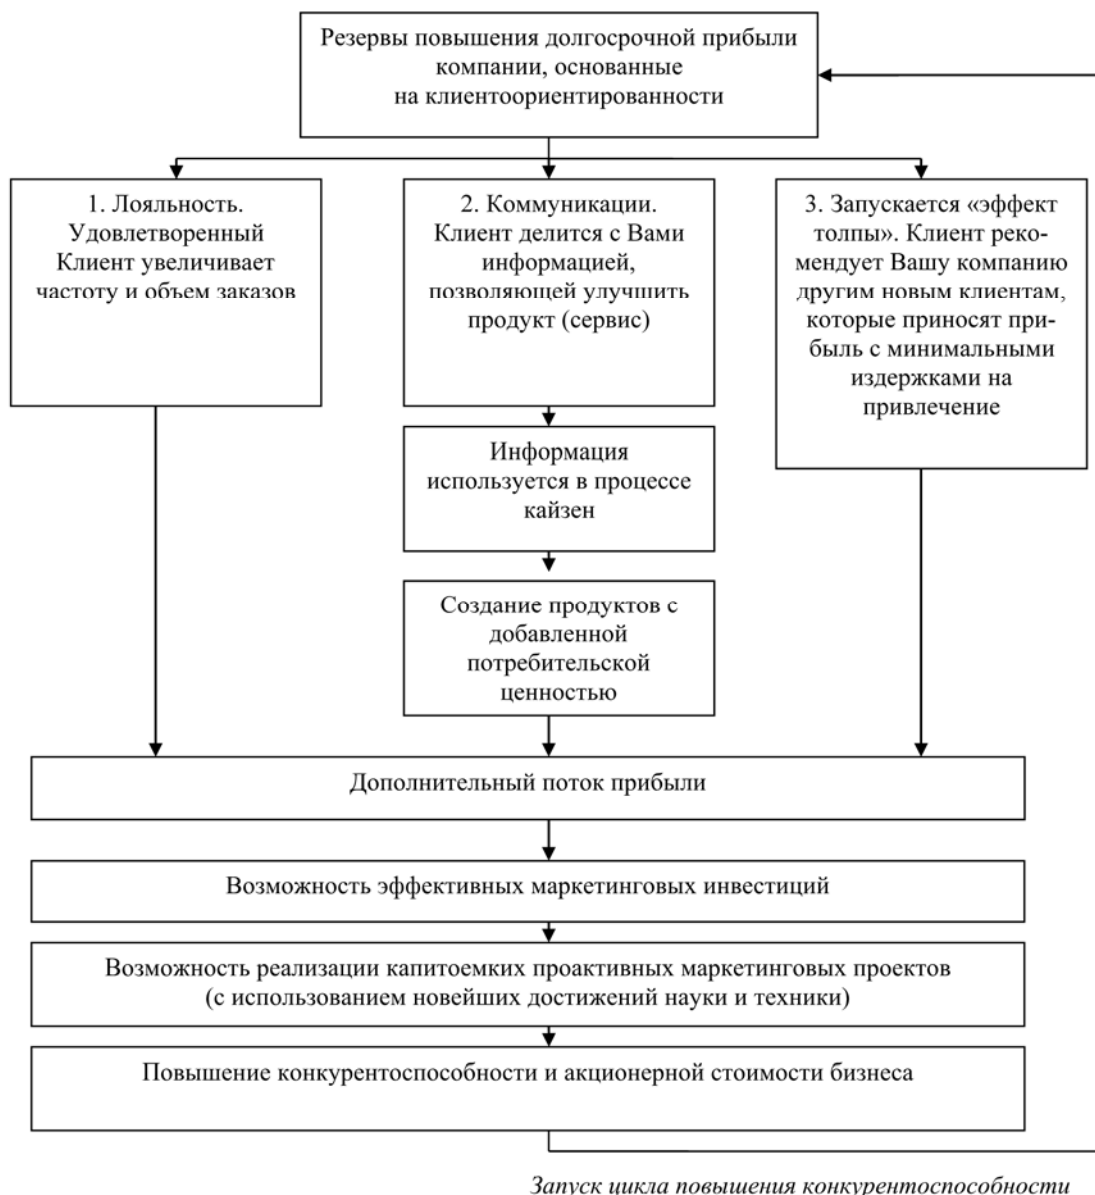 Резервы повышения долгосрочной прибыли
компании, основанные
на клиентоориентированности
1. Лояльность.
Удовлетворенный
Клиент увеличивает
частоту и объем заказов
2. Коммуникации.
Клиент делится с Вами
информацией,
позволяющей улучшить
продукт (сервис)
3. Запускается «эффект
толпы». Клиент реко-
мендует Вашу компанию
другим новым клиентам,
которые приносят при-
быль с минимальными
издержками на
привлечение
Информация
используется в процессе
кайзен
Создание продуктов с
добавленной
потребительской
ценностью
Дополнительный поток прибыли
Возможность эффективных маркетинговых инвестиций
Возможность реализации капитоемких проактивных маркетинговых проектов
(с использованием новейших достижений науки и техники)
Повышение конкурентоспособности и акционерной стоимости бизнеса
Запуск цикла повышения конкурентоспособности